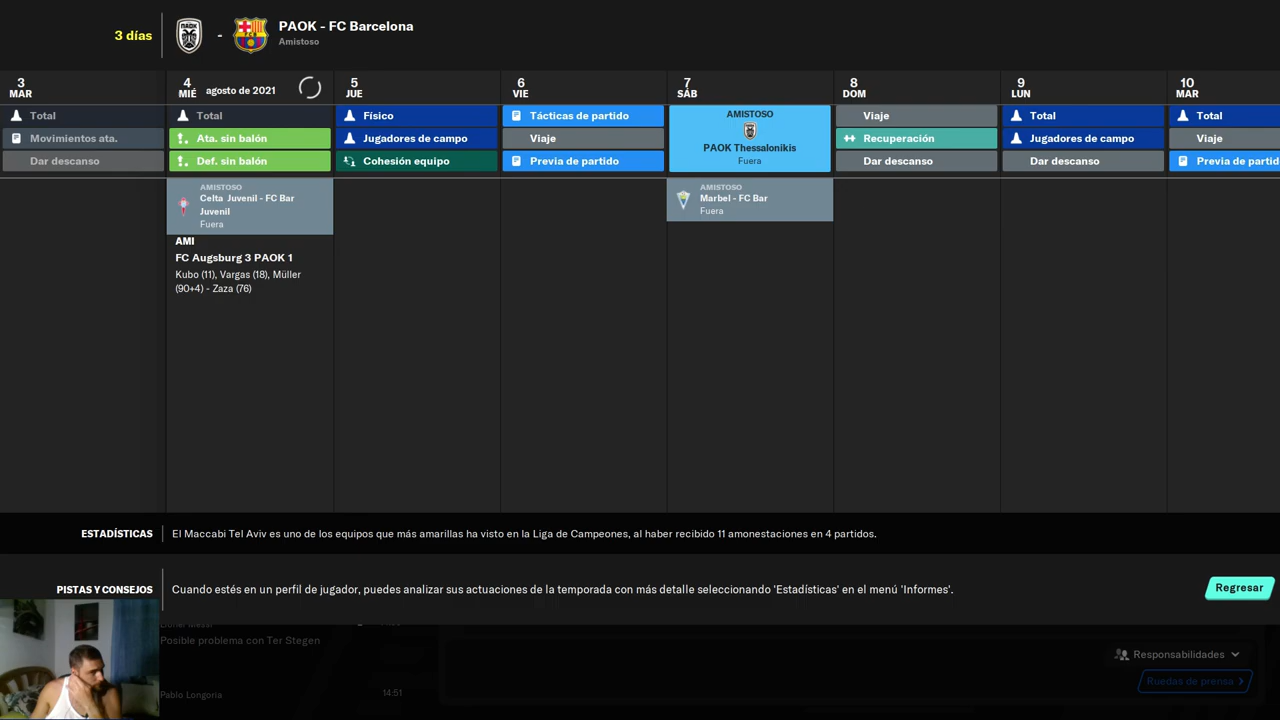 3 días
PAOK - FC Barcelona
Amistoso
3
MAR
4
MIÉ
agosto de 2021
5
JUE
6
VIE
7
SÁB
8
DOM
9
LUN
10
MAR
Total
Movimientos ata.
Dar descanso
Total
Ata. sin balón
Def. sin balón
Físico
Jugadores de campo
Cohesión equipo
Tácticas de partido
Viaje
Previa de partido
AMISTOSO
PAOK Thessalonikis
Fuera
Viaje
Recuperación
Dar descanso
Total
Jugadores de campo
Dar descanso
Total
Viaje
Previa de partid
AMISTOSO
Celta Juvenil - FC Bar
Juvenil
Fuera
AMI
FC Augsburg 3 PAOK 1
Kubo (11), Vargas (18), Müller
(90+4) - Zaza (76)
AMISTOSO
Marbel - FC Bar
Fuera
ESTADÍSTICAS
El Maccabi Tel Aviv es uno de los equipos que más amarillas ha visto en la Liga de Campeones, al haber recibido 11 amonestaciones en 4 partidos.
PISTAS Y CONSEJOS
Cuando estés en un perfil de jugador, puedes analizar sus actuaciones de la temporada con más detalle seleccionando 'Estadísticas' en el menú 'Informes'.
Regresar
Posible problema con Ter Stegen
Pablo Longoria
14:51
Responsabilidades
Ruedas de prensa